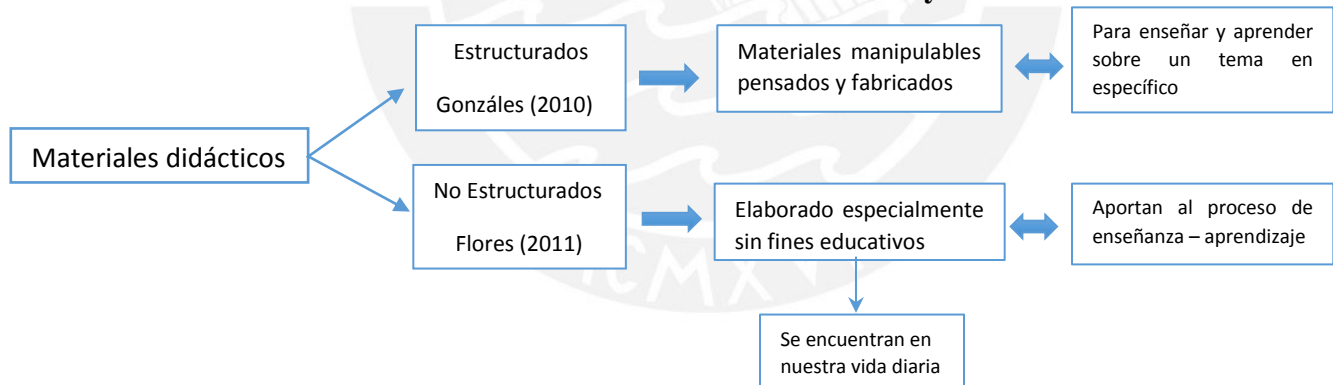 Estructurados
Gonzáles (2010)
Materiales manipulables
pensados y fabricados
Para enseñar y aprender
sobre un tema en
específico
Materiales didácticos
No Estructurados
Flores (2011)
Elaborado especialmente
sin fines educativos
Aportan al proceso de
enseñanza – aprendizaje
Se encuentran en
nuestra vida diaria